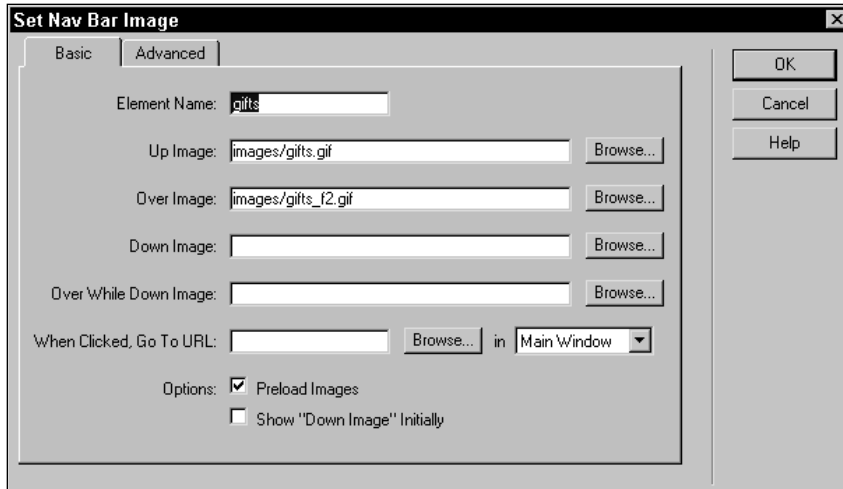 Set Nav Bar Image
Basic Advanced
OK
Cancel
Help
Element Name: gifts
Up Image: images/gifts.gif Browse...
Over Image: images/gifts_f2.gif Browse...
Down Image: Browse...
Over While Down Image: Browse...
When Clicked, Go To URL: Browse... in Main Window
Options: Preload Images
Show "Down Image" Initially